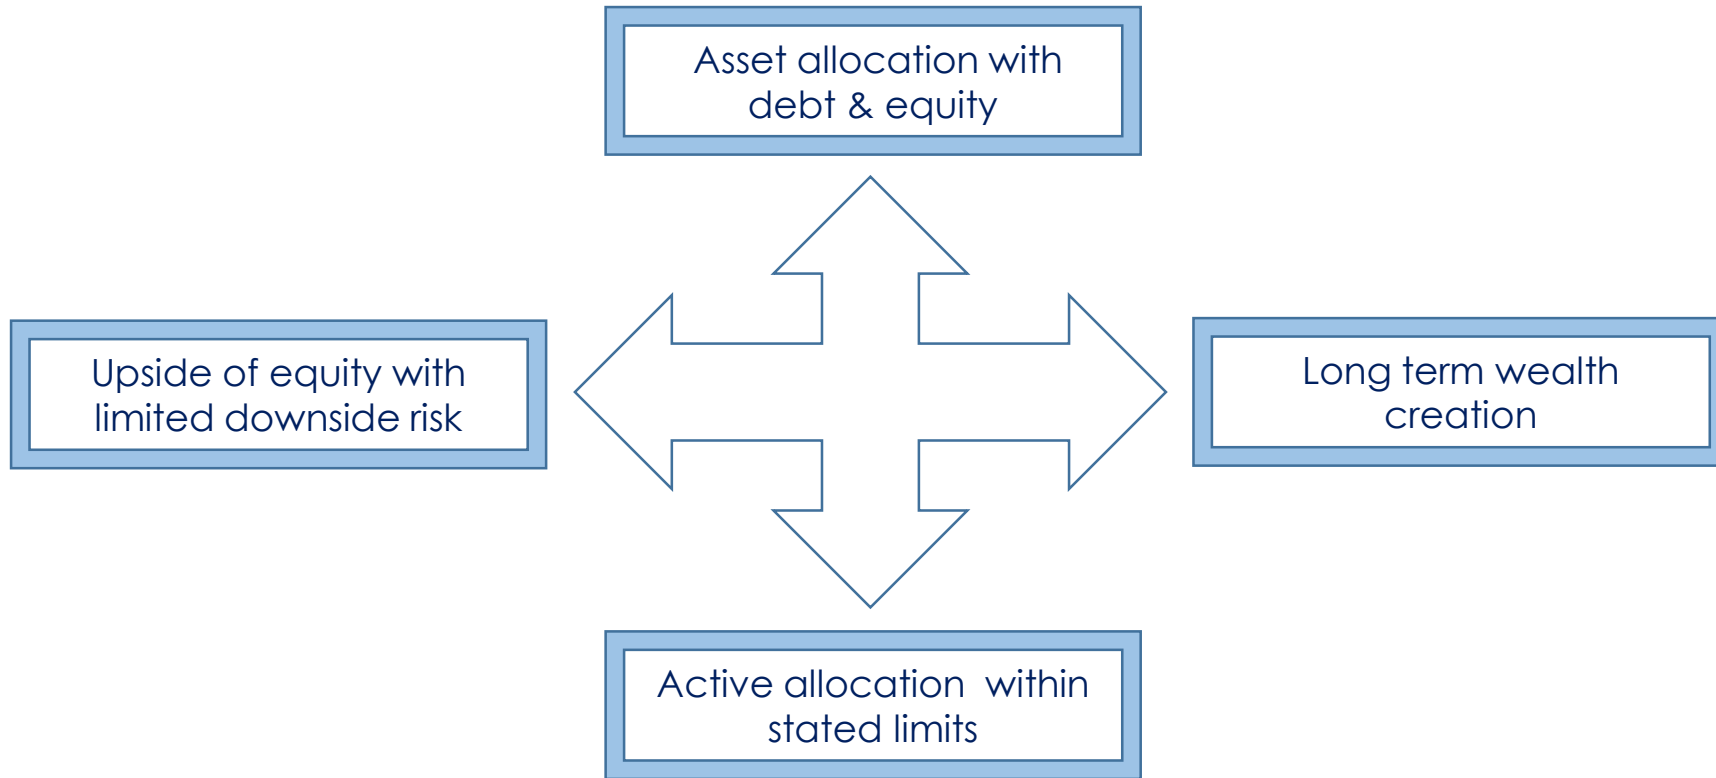 Asset allocation with
debt & equity
Upside of equity with
limited downside risk
Long term wealth
creation
Active allocation  within
stated limits